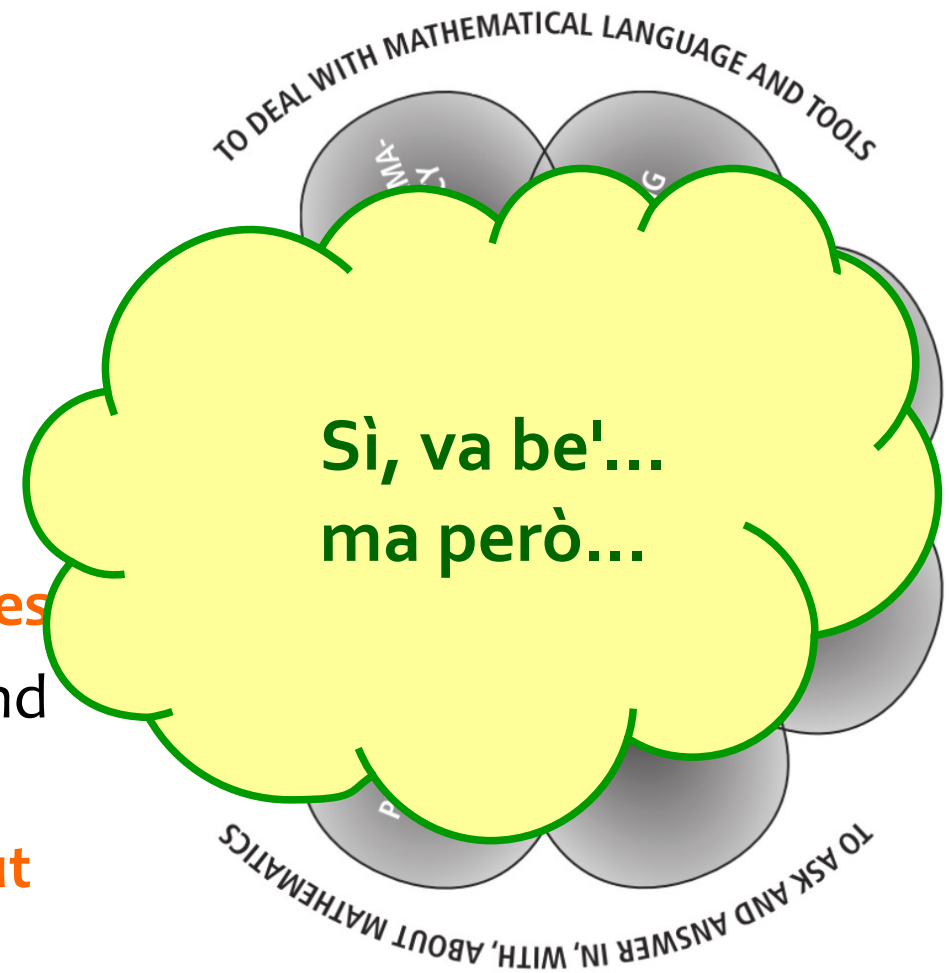 TO DEAL WITH MATHEMATICAL LANGUAGE AND TOOLS
Sì, va be'...
ma però...
TO ASK AND ANSWER IN, WITH, ABOUT MATHEMATICS